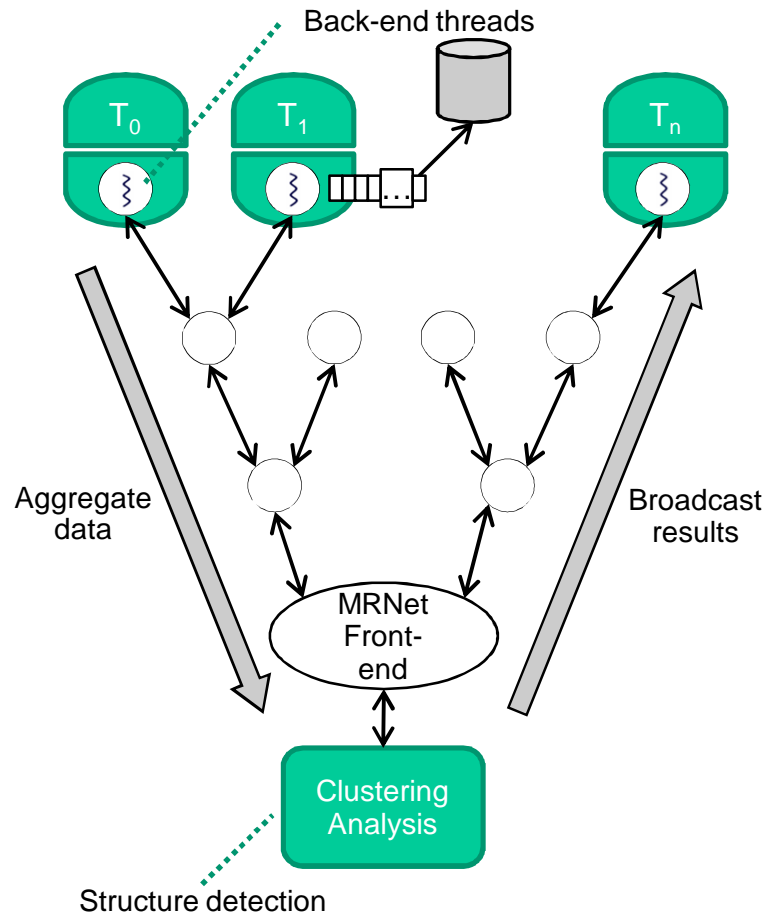 Back-end threads
T₀
T₁
Tₙ
...
Aggregate
data
Broadcast
results
MRNet
Front-
end
Clustering
Analysis
Structure detection